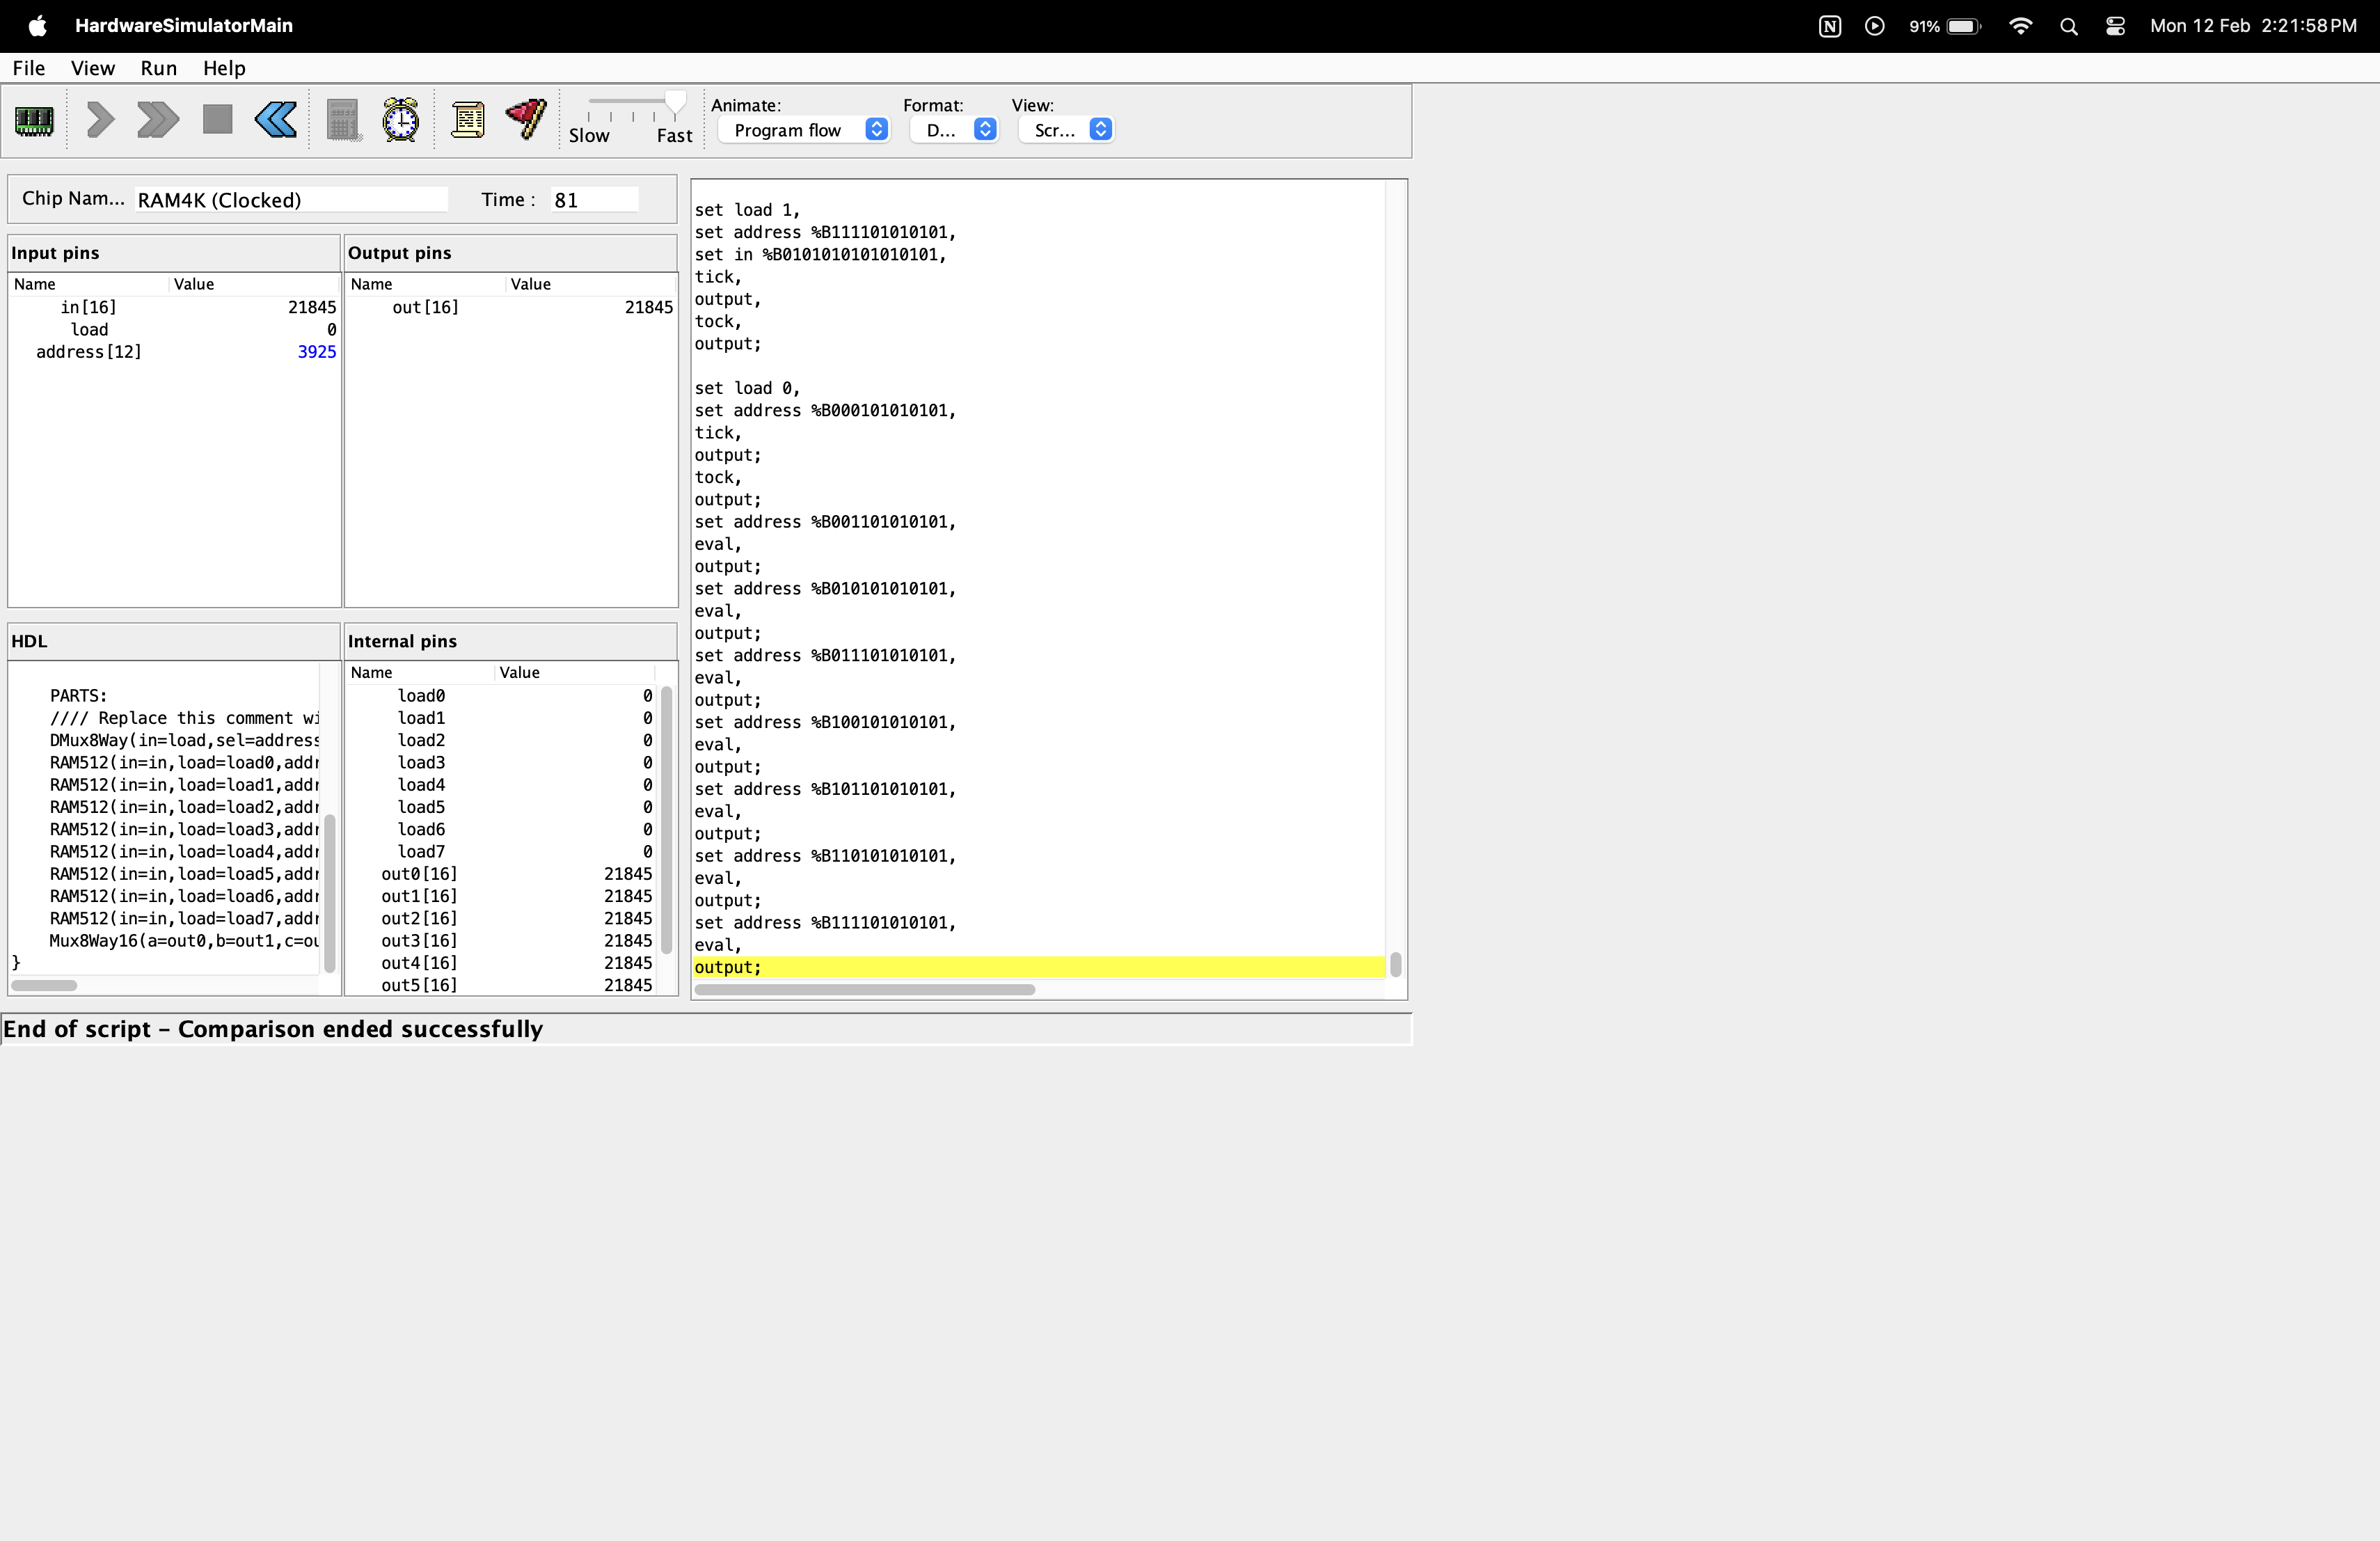 HardwareSimulatorMain
91%
Mon 12 Feb 2:21:58 PM
File View Run Help
Slow Fast
Animate:
Program flow
Format:
D...
View:
Scr...
Chip Nam... RAM4K (Clocked) Time : 81
Input pins
Name Value
in[16] 21845
load 0
address[12] 3925
Output pins
Name Value
out[16] 21845
HDL
PARTS:
//// Replace this comment wi
DMux8Way(in=load,sel=address
RAM512(in=in,load=load0,addr
RAM512(in=in,load=load1,addr
RAM512(in=in,load=load2,addr
RAM512(in=in,load=load3,addr
RAM512(in=in,load=load4,addr
RAM512(in=in,load=load5,addr
RAM512(in=in,load=load6,addr
RAM512(in=in,load=load7,addr
Mux8Way16(a=out0,b=out1,c=ou
}
Internal pins
Name Value
load0 0
load1 0
load2 0
load3 0
load4 0
load5 0
load6 0
load7 0
out0[16] 21845
out1[16] 21845
out2[16] 21845
out3[16] 21845
out4[16] 21845
out5[16] 21845
set load 1,
set address %B111101010101,
set in %B0101010101010101,
tick,
output,
tock,
output;
set load 0,
set address %B000101010101,
tick,
output;
tock,
output;
set address %B001101010101,
eval,
output;
set address %B010101010101,
eval,
output;
set address %B011101010101,
eval,
output;
set address %B100101010101,
eval,
output;
set address %B101101010101,
eval,
output;
set address %B110101010101,
eval,
output;
set address %B111101010101,
eval,
output;
End of script – Comparison ended successfully